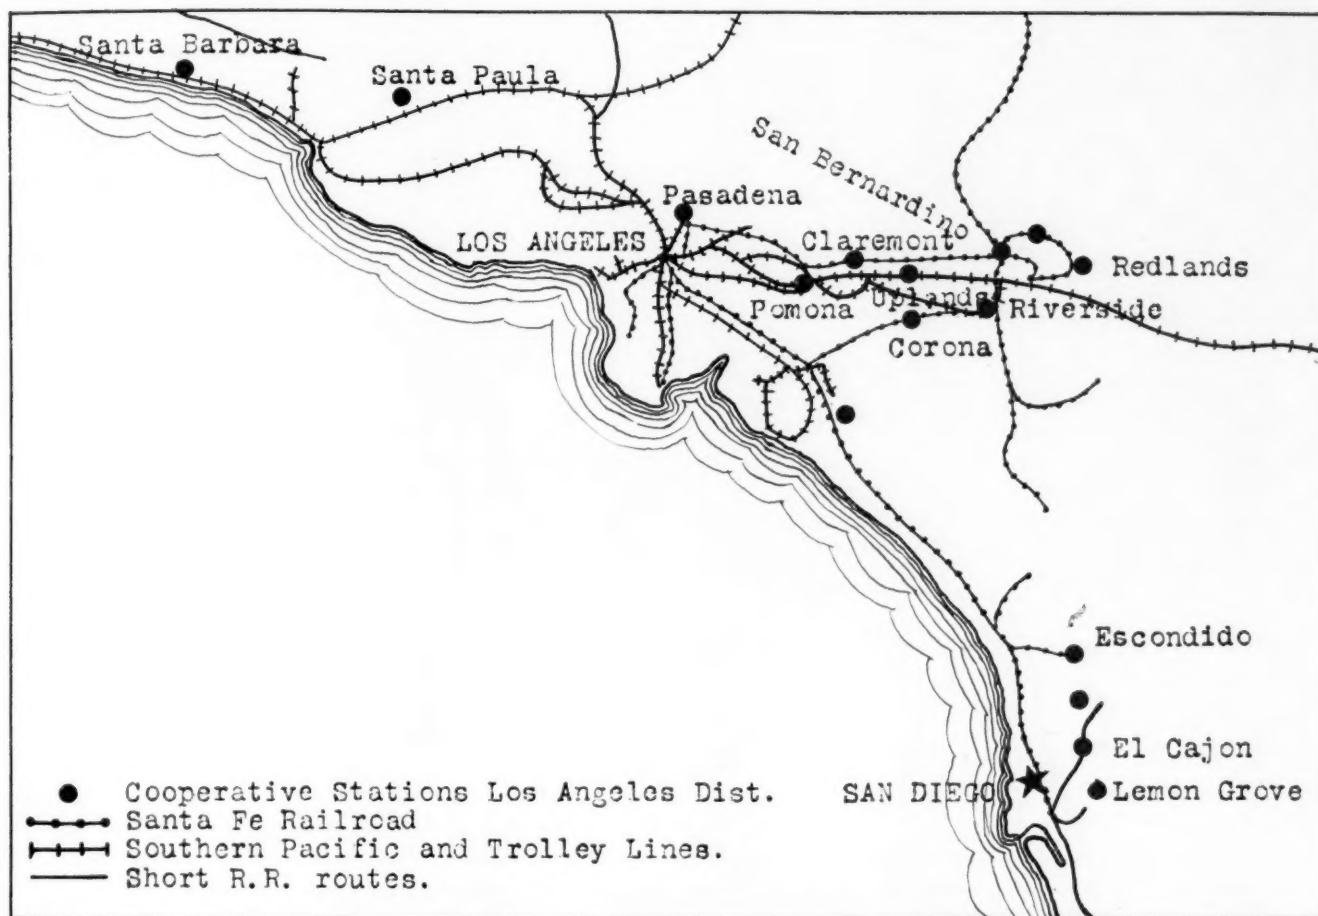 Santa Barbara
Santa Paula
San Bernardino
Pasadena
LOS ANGELES
Claremont
Redlands
Pomona
Uplands
Riverside
Corona
Escondido
El Cajon
SAN DIEGO
Lemon Grove
Cooperative Stations Los Angeles Dist.
Santa Fe Railroad
Southern Pacific and Trolley Lines.
Short R.R. routes.